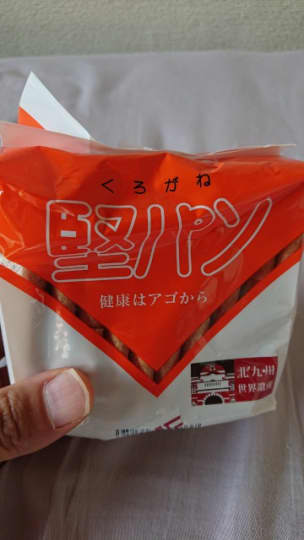 くろがね
堅パン
健康はアゴから
北九州
世界遺産